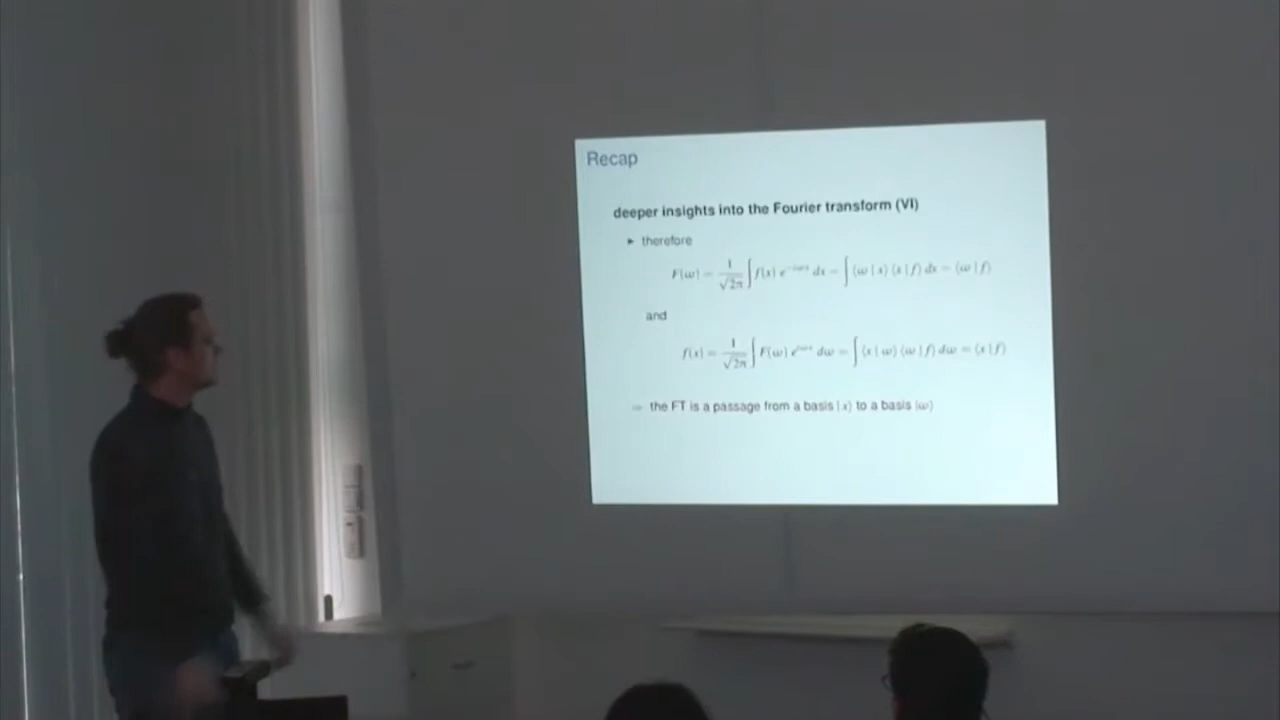 Recap
deeper insights into the Fourier transform (VI)
► therefore
F(ω) = 1/√2π ∫ f(x) e^{-iωx} dx = ∫ ⟨ω | x⟩ ⟨x | f⟩ dx = ⟨ω | f⟩
and
f(x) = 1/√2π ∫ F(ω) e^{iωx} dω = ∫ ⟨x | ω⟩ ⟨ω | f⟩ dω = ⟨x | f⟩
⇒ the FT is a passage from a basis |x⟩ to a basis |ω⟩